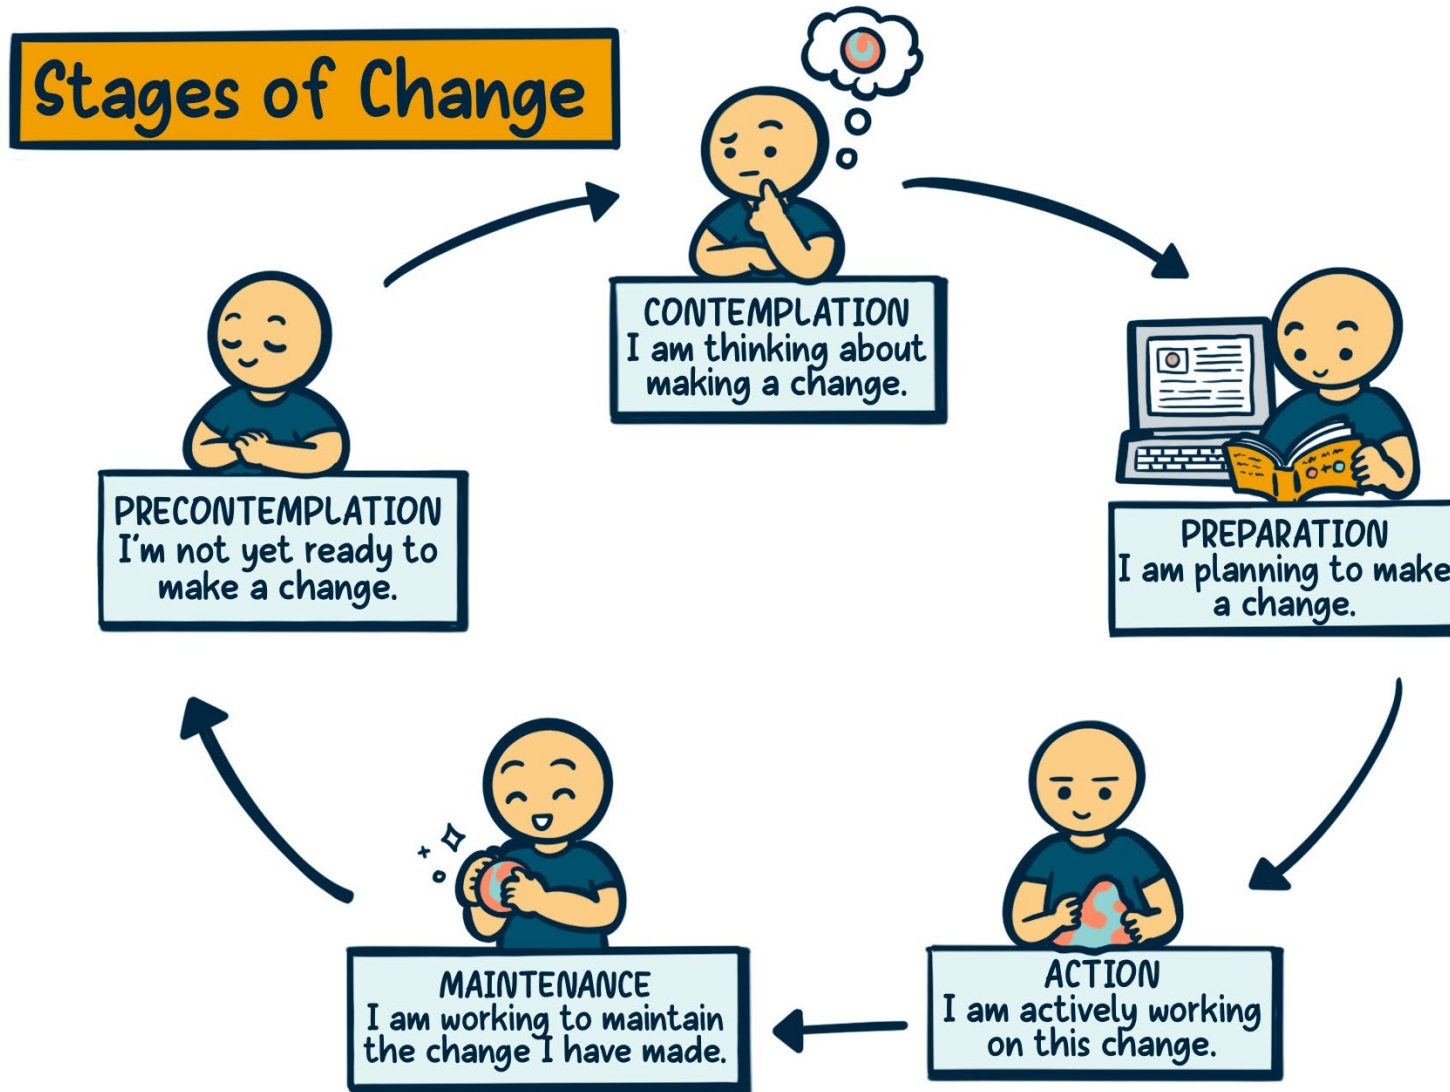 Stages of Change
CONTEMPLATION
I am thinking about
making a change.
PRECONTEMPLATION
I'm not yet ready to
make a change.
PREPARATION
I am planning to make
a change.
MAINTENANCE
I am working to maintain
the change I have made.
ACTION
I am actively working
on this change.